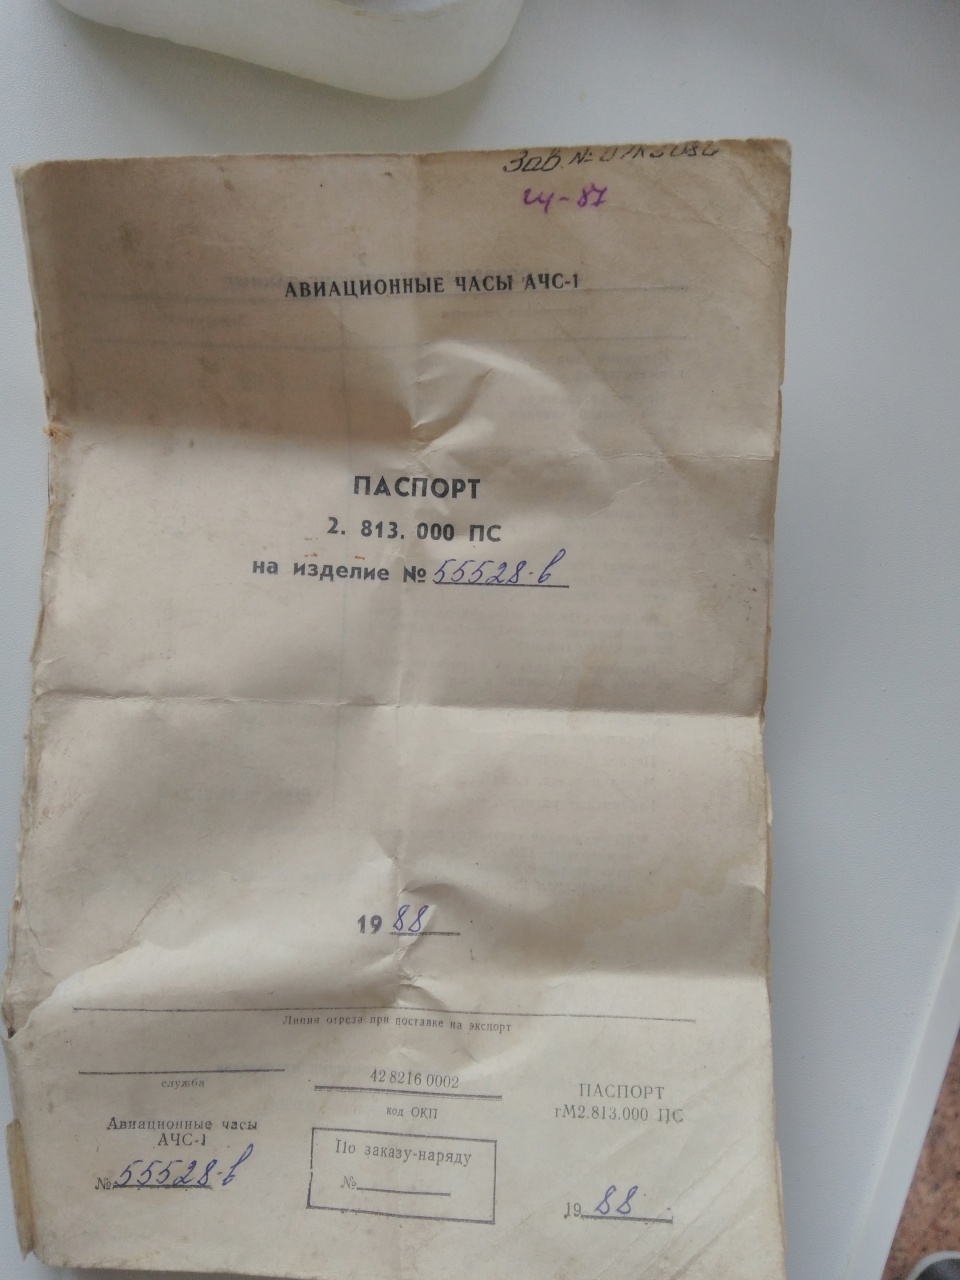 Зав. №
щ-87
АВИАЦИОННЫЕ ЧАСЫ АЧС-1
ПАСПОРТ
2. 813. 000 ПС
на изделие № 55528-в
1988
Линия отреза при поставке на экспорт
служба
Авиационные часы
АЧС-1
№ 55528-в
42 8216 0002
код ОКП
По заказу-наряду
№
ПАСПОРТ
гМ2.813.000 ПС
1988